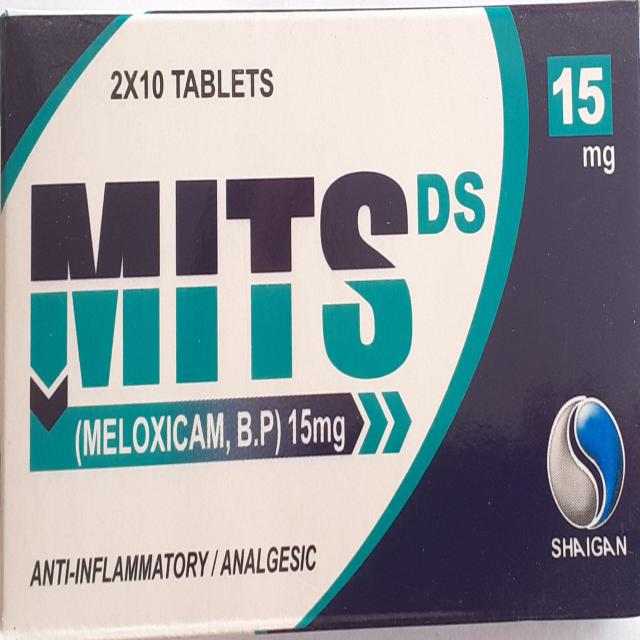 2X10 TABLETS
15
mg
MITS DS
(MELOXICAM, B.P) 15mg
SHAIGAN
ANTI-INFLAMMATORY / ANALGESIC